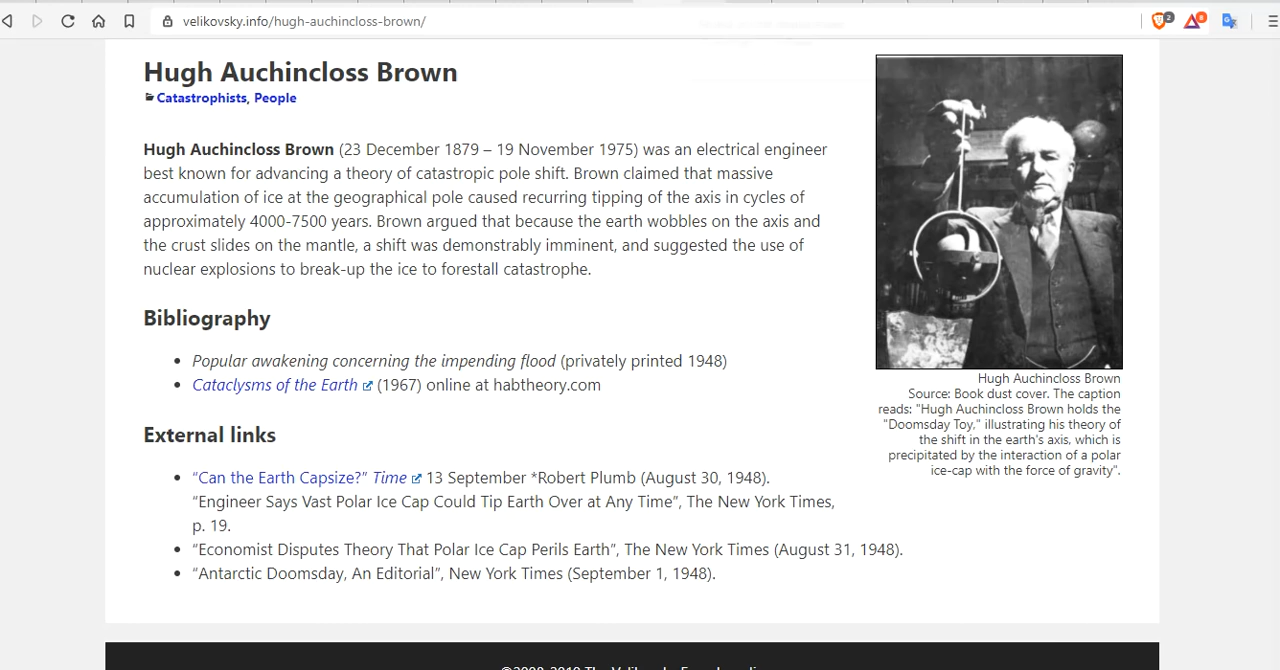 velikovsky.info/hugh-auchincloss-brown/
2
8
Hugh Auchincloss Brown
Catastrophists, People
Hugh Auchincloss Brown (23 December 1879 – 19 November 1975) was an electrical engineer
best known for advancing a theory of catastropic pole shift. Brown claimed that massive
accumulation of ice at the geographical pole caused recurring tipping of the axis in cycles of
approximately 4000-7500 years. Brown argued that because the earth wobbles on the axis and
the crust slides on the mantle, a shift was demonstrably imminent, and suggested the use of
nuclear explosions to break-up the ice to forestall catastrophe.
Bibliography
• Popular awakening concerning the impending flood (privately printed 1948)
• Cataclysms of the Earth (1967) online at habtheory.com
Hugh Auchincloss Brown
Source: Book dust cover. The caption
reads: "Hugh Auchincloss Brown holds the
"Doomsday Toy," illustrating his theory of
the shift in the earth's axis, which is
precipitated by the interaction of a polar
ice-cap with the force of gravity".
External links
• “Can the Earth Capsize?” Time 13 September *Robert Plumb (August 30, 1948).
“Engineer Says Vast Polar Ice Cap Could Tip Earth Over at Any Time”, The New York Times,
p. 19.
• “Economist Disputes Theory That Polar Ice Cap Perils Earth”, The New York Times (August 31, 1948).
• “Antarctic Doomsday, An Editorial”, New York Times (September 1, 1948).